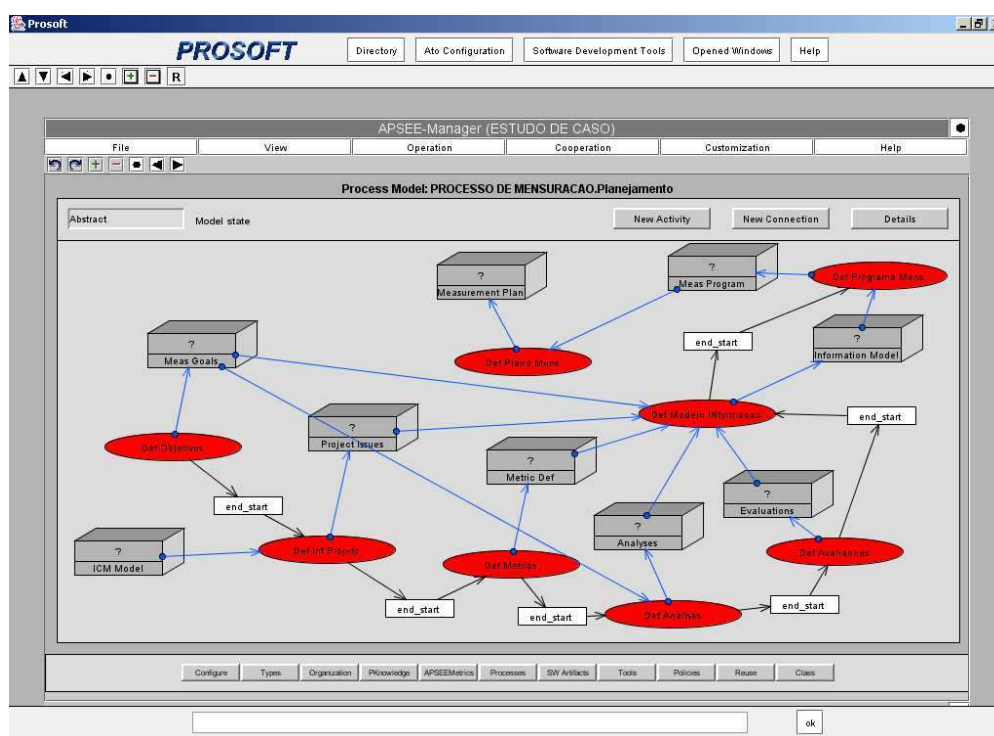 Prosoft
PROSOFT
Directory
Ato Configuration
Software Development Tools
Opened Windows
Help
R
APSEE-Manager (ESTUDO DE CASO)
File
View
Operation
Cooperation
Customization
Help
Process Model: PROCESSO DE MENSURACAO.Planejamento
Abstract
Model state
New Activity
New Connection
Details
?
Measurement Plan
?
Meas Program
Def Programa Mens
?
Meas Goals
Def Plano Mens
end_start
?
Information Model
Def Modelo INformacao
end_start
?
Project Issues
Def Objetivos
?
Metric Def
?
Evaluations
end_start
?
Analyses
?
ICM Model
Def Inf Projeto
Def Metricas
Def Avaliacoes
end_start
end_start
Def Analises
end_start
Configure
Types
Organization
PKnowledge
APSEEMetrics
Processes
SW Artifacts
Tools
Policies
Reuse
Class
ok